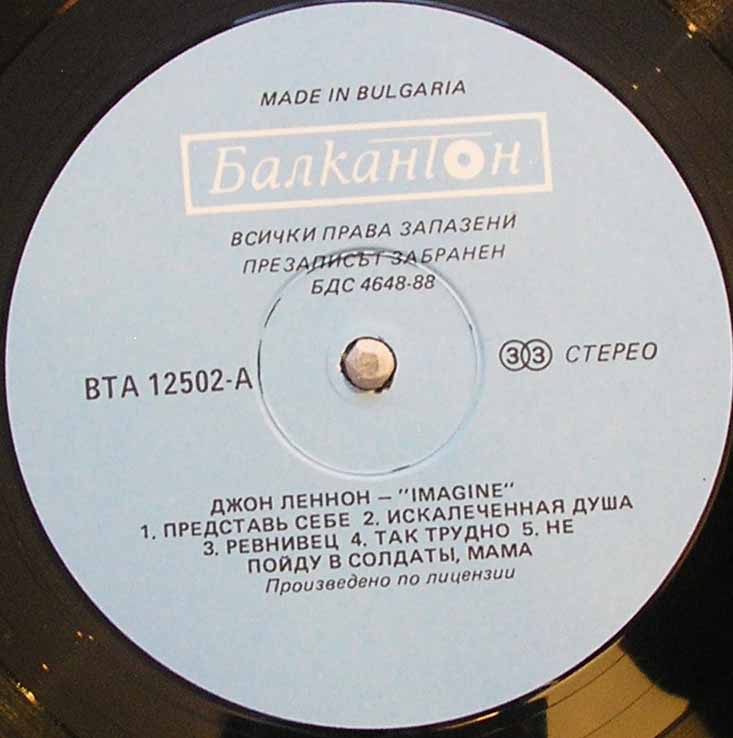 MADE IN BULGARIA
Балкантон
ВСИЧКИ ПРАВА ЗАПАЗЕНИ
ПРЕЗАПИСЪТ ЗАБРАНЕН
БДС 4648-88
ВТА 12502-А
33 СТЕРЕО
ДЖОН ЛЕННОН – "IMAGINE"
1. ПРЕДСТАВЬ СЕБЕ 2. ИСКАЛЕЧЕННАЯ ДУША
3. РЕВНИВЕЦ 4. ТАК ТРУДНО 5. НЕ
ПОЙДУ В СОЛДАТЫ, МАМА
Произведено по лицензии